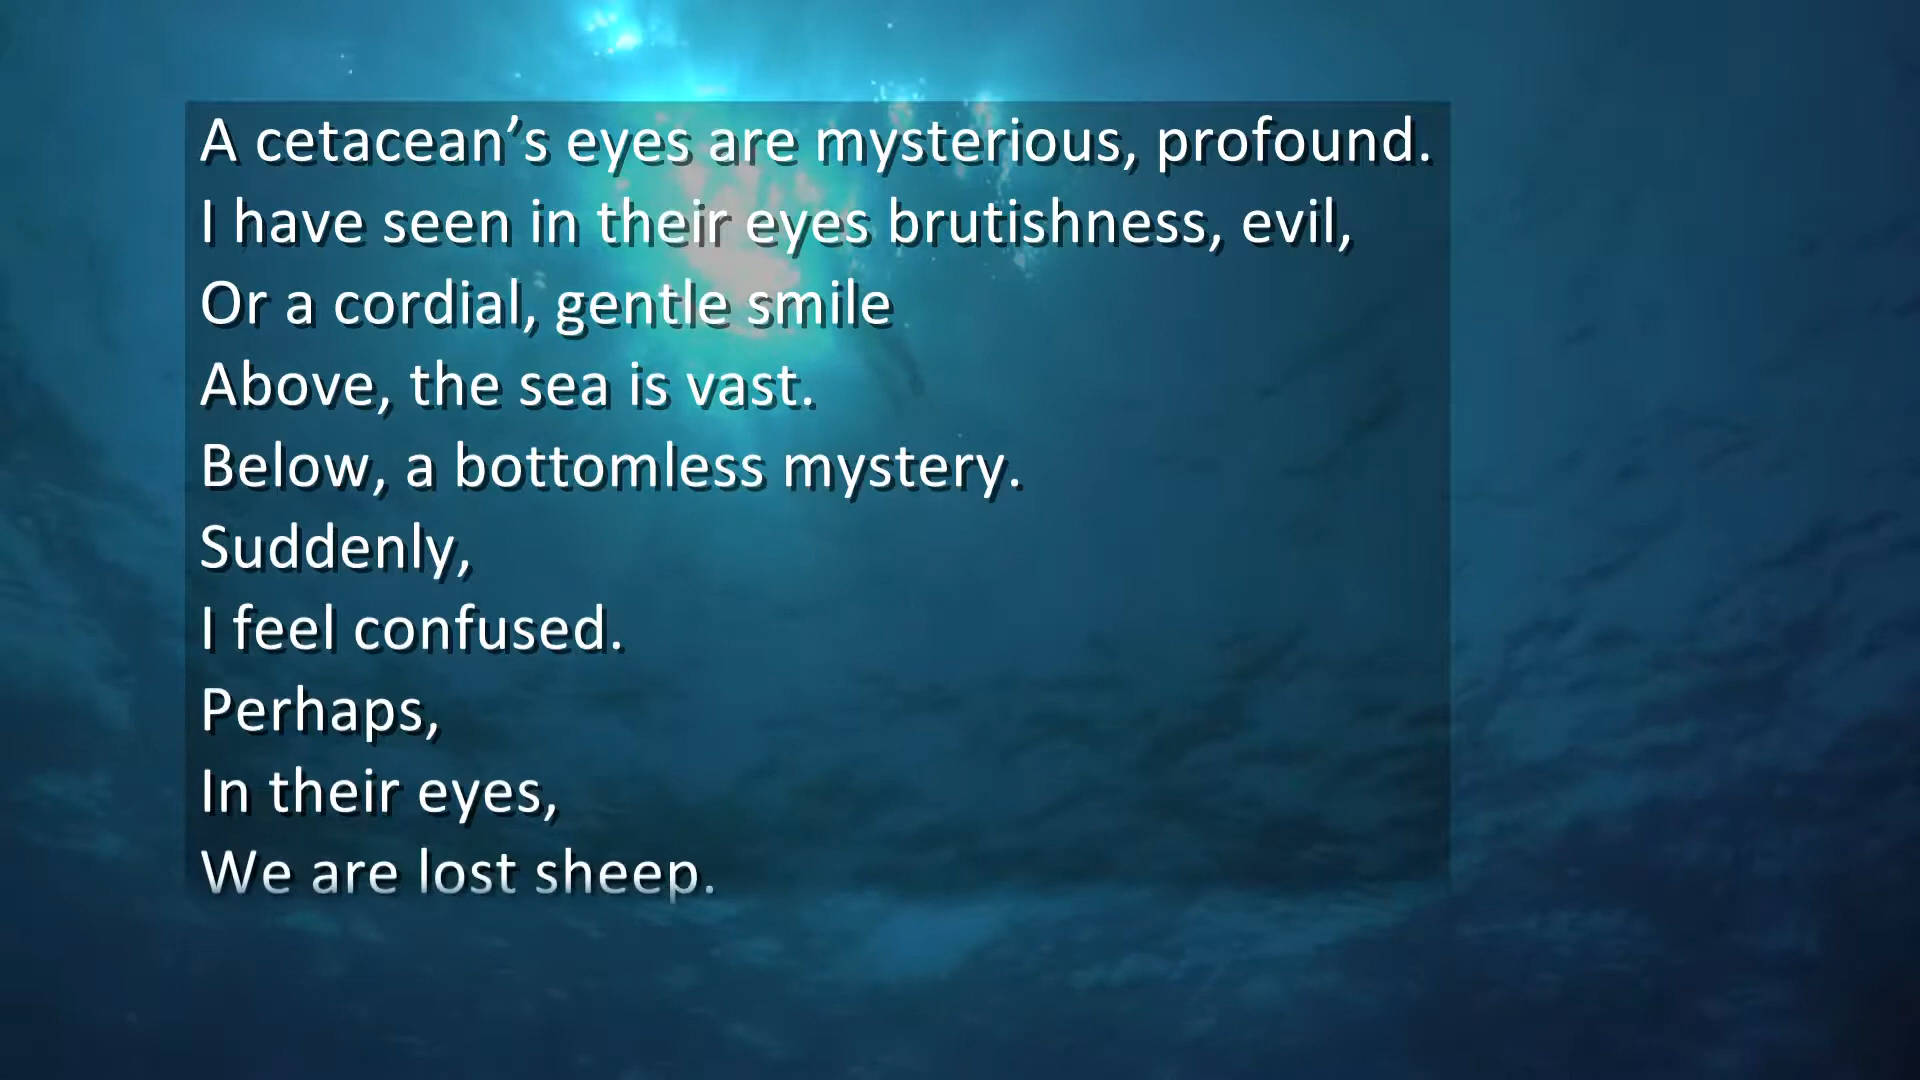 A cetacean’s eyes are mysterious, profound.
I have seen in their eyes brutishness, evil,
Or a cordial, gentle smile
Above, the sea is vast.
Below, a bottomless mystery.
Suddenly,
I feel confused.
Perhaps,
In their eyes,
We are lost sheep.